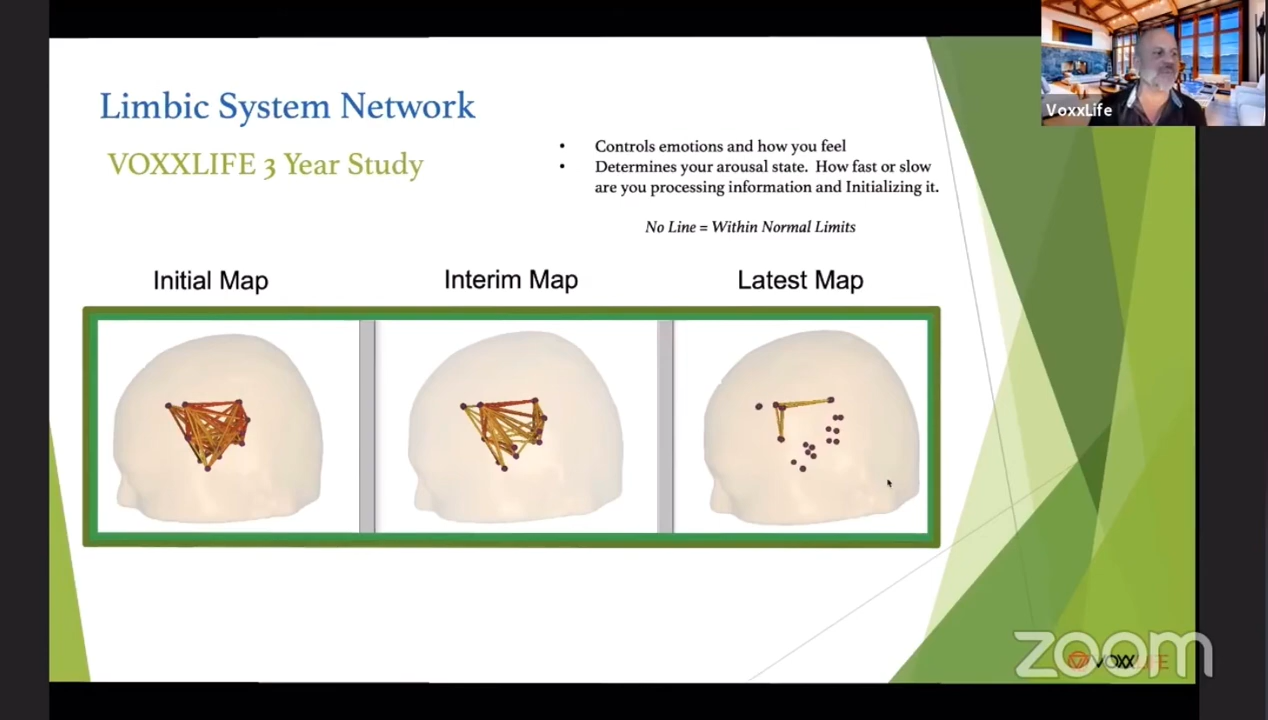 Limbic System Network
VOXXLIFE 3 Year Study
• Controls emotions and how you feel
• Determines your arousal state. How fast or slow
are you processing information and Initializing it.
No Line = Within Normal Limits
Initial Map
Interim Map
Latest Map
VoxxLife
zoom
VOXXLIFE